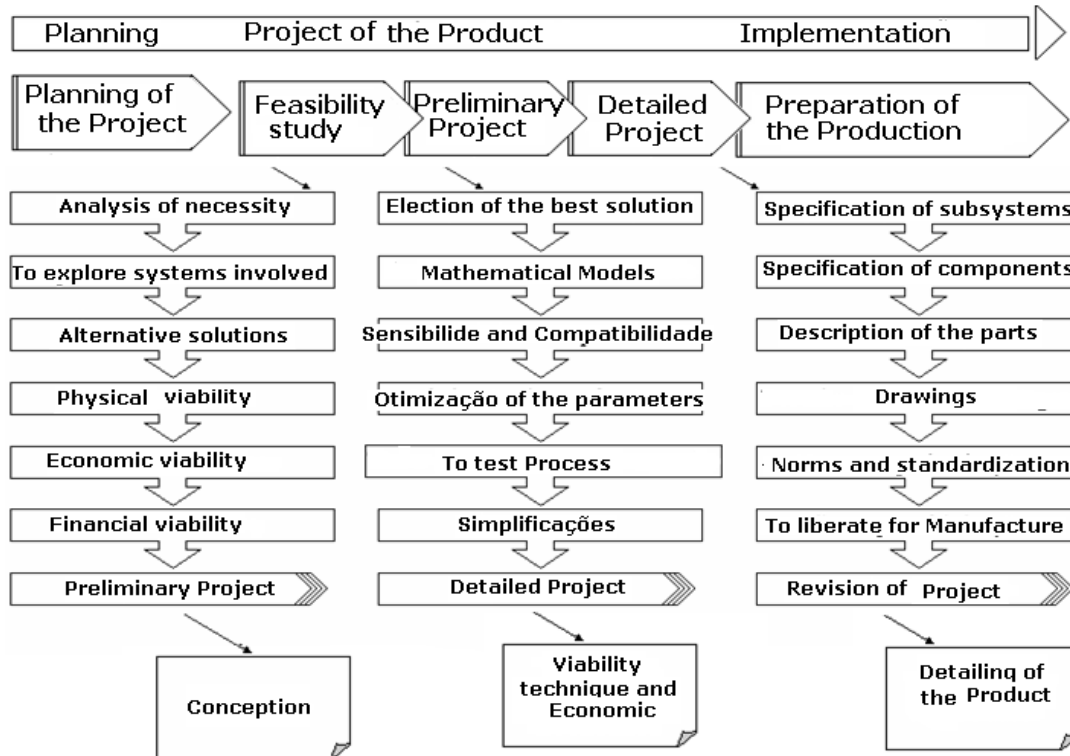 Planning Project of the Product Implementation
Planning of
the Project
Feasibility
study
Preliminary
Project
Detailed
Project
Preparation of
the Production
Analysis of necessity
To explore systems involved
Alternative solutions
Physical viability
Economic viability
Financial viability
Preliminary Project
Conception
Election of the best solution
Mathematical Models
Sensibilide and Compatibilidade
Otimização of the parameters
To test Process
Simplificações
Detailed Project
Viability
technique and
Economic
Specification of subsystems
Specification of components
Description of the parts
Drawings
Norms and standardization
To liberate for Manufacture
Revision of Project
Detailing of
the Product